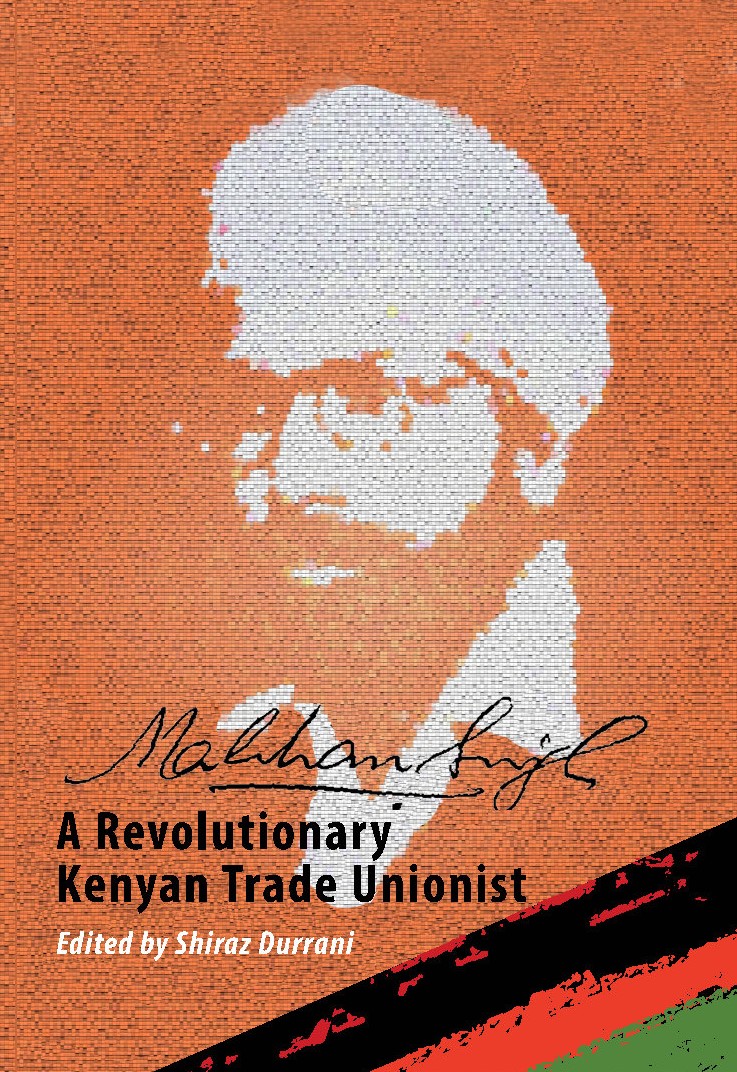 Makhan Singh
A Revolutionary
Kenyan Trade Unionist
Edited by Shiraz Durrani